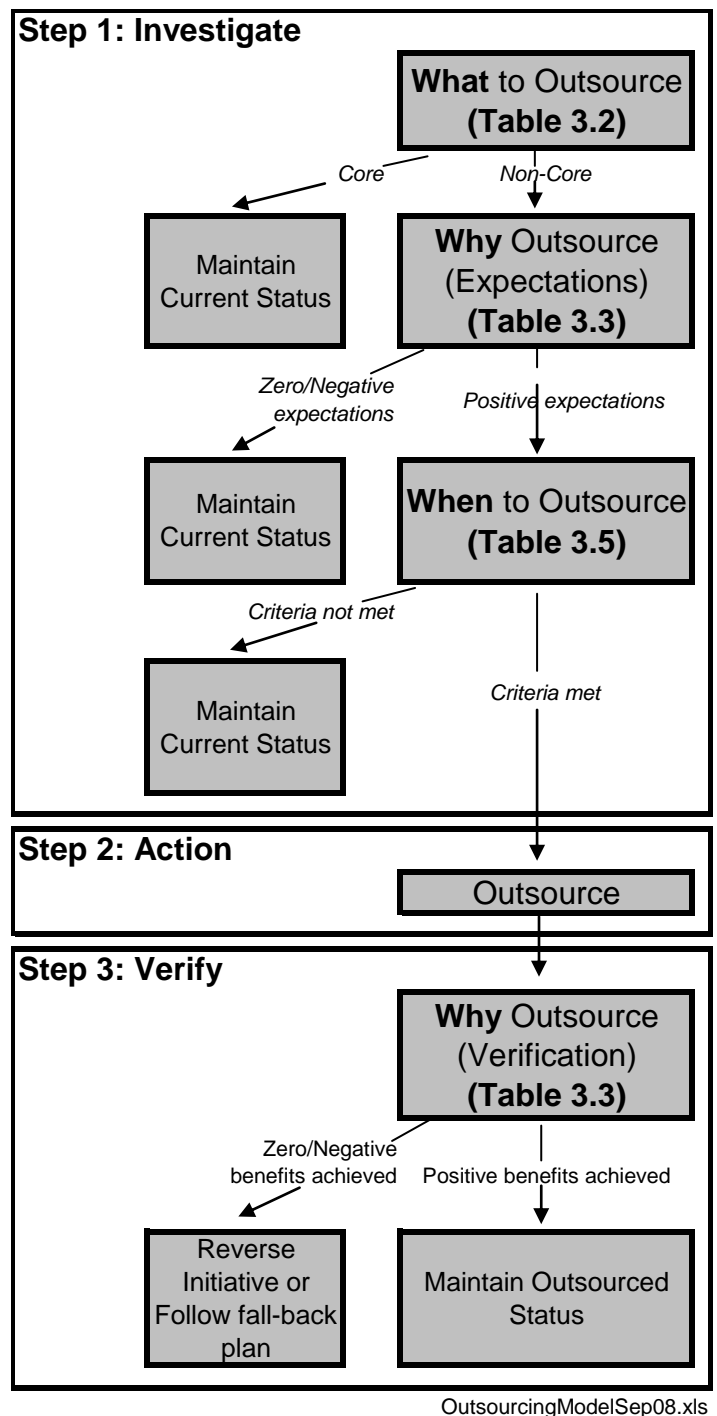 Step 1: Investigate
What to Outsource
(Table 3.2)
Core
Non-Core
Maintain
Current Status
Why Outsource
(Expectations)
(Table 3.3)
Zero/Negative
expectations
Positive expectations
Maintain
Current Status
When to Outsource
(Table 3.5)
Criteria not met
Criteria met
Maintain
Current Status
Step 2: Action
Outsource
Step 3: Verify
Why Outsource
(Verification)
(Table 3.3)
Zero/Negative
benefits achieved
Positive benefits achieved
Reverse
Initiative or
Follow fall-back
plan
Maintain Outsourced
Status
OutsourcingModelSep08.xls